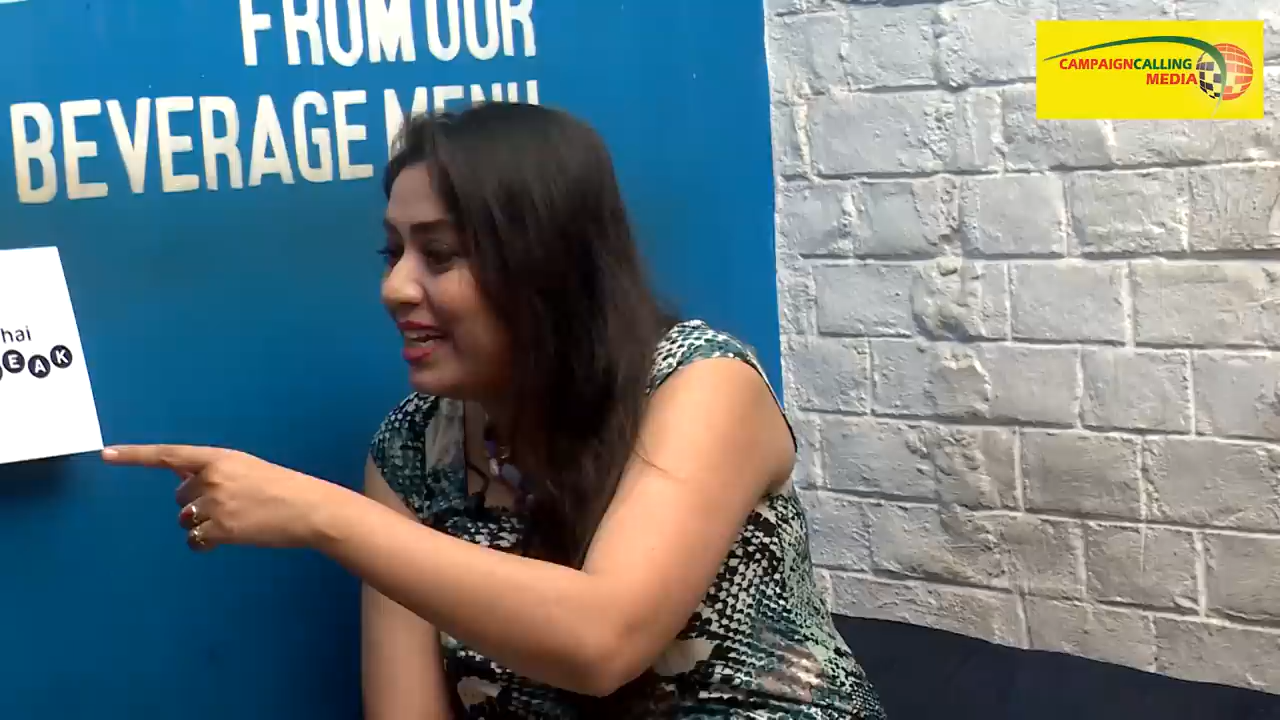 FROM OUR
BEVERAGE MENU
hai
EAK
CAMPAIGNCALLING
MEDIA